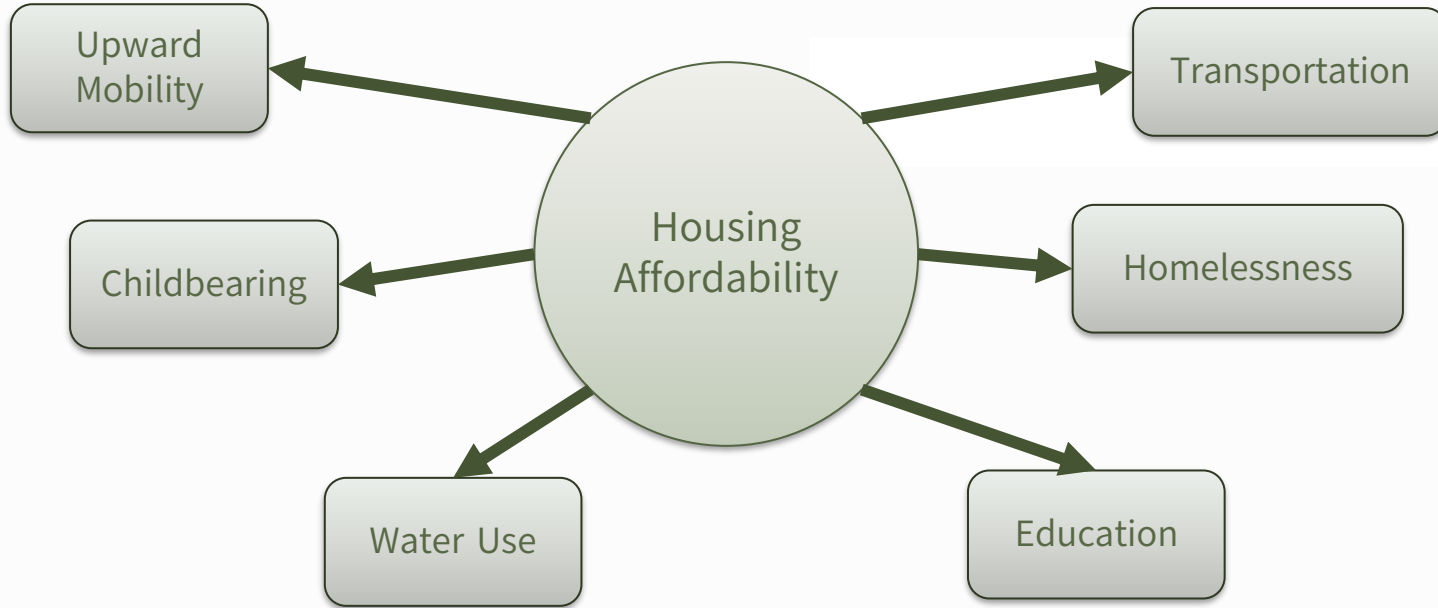 Upward
Mobility
Transportation
Housing
Affordability
Childbearing
Homelessness
Water Use
Education